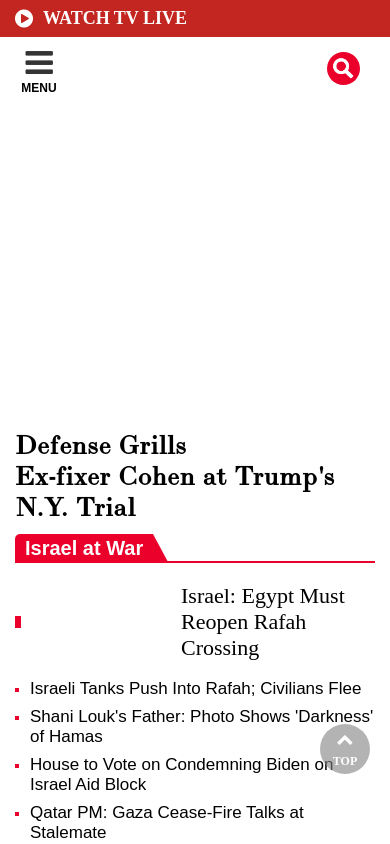 WATCH TV LIVE
MENU
Defense Grills
Ex-fixer Cohen at Trump's
N.Y. Trial
Israel at War
Israel: Egypt Must
Reopen Rafah
Crossing
Israeli Tanks Push Into Rafah; Civilians Flee
Shani Louk's Father: Photo Shows 'Darkness'
of Hamas
House to Vote on Condemning Biden on
Israel Aid Block
TOP
Qatar PM: Gaza Cease-Fire Talks at
Stalemate